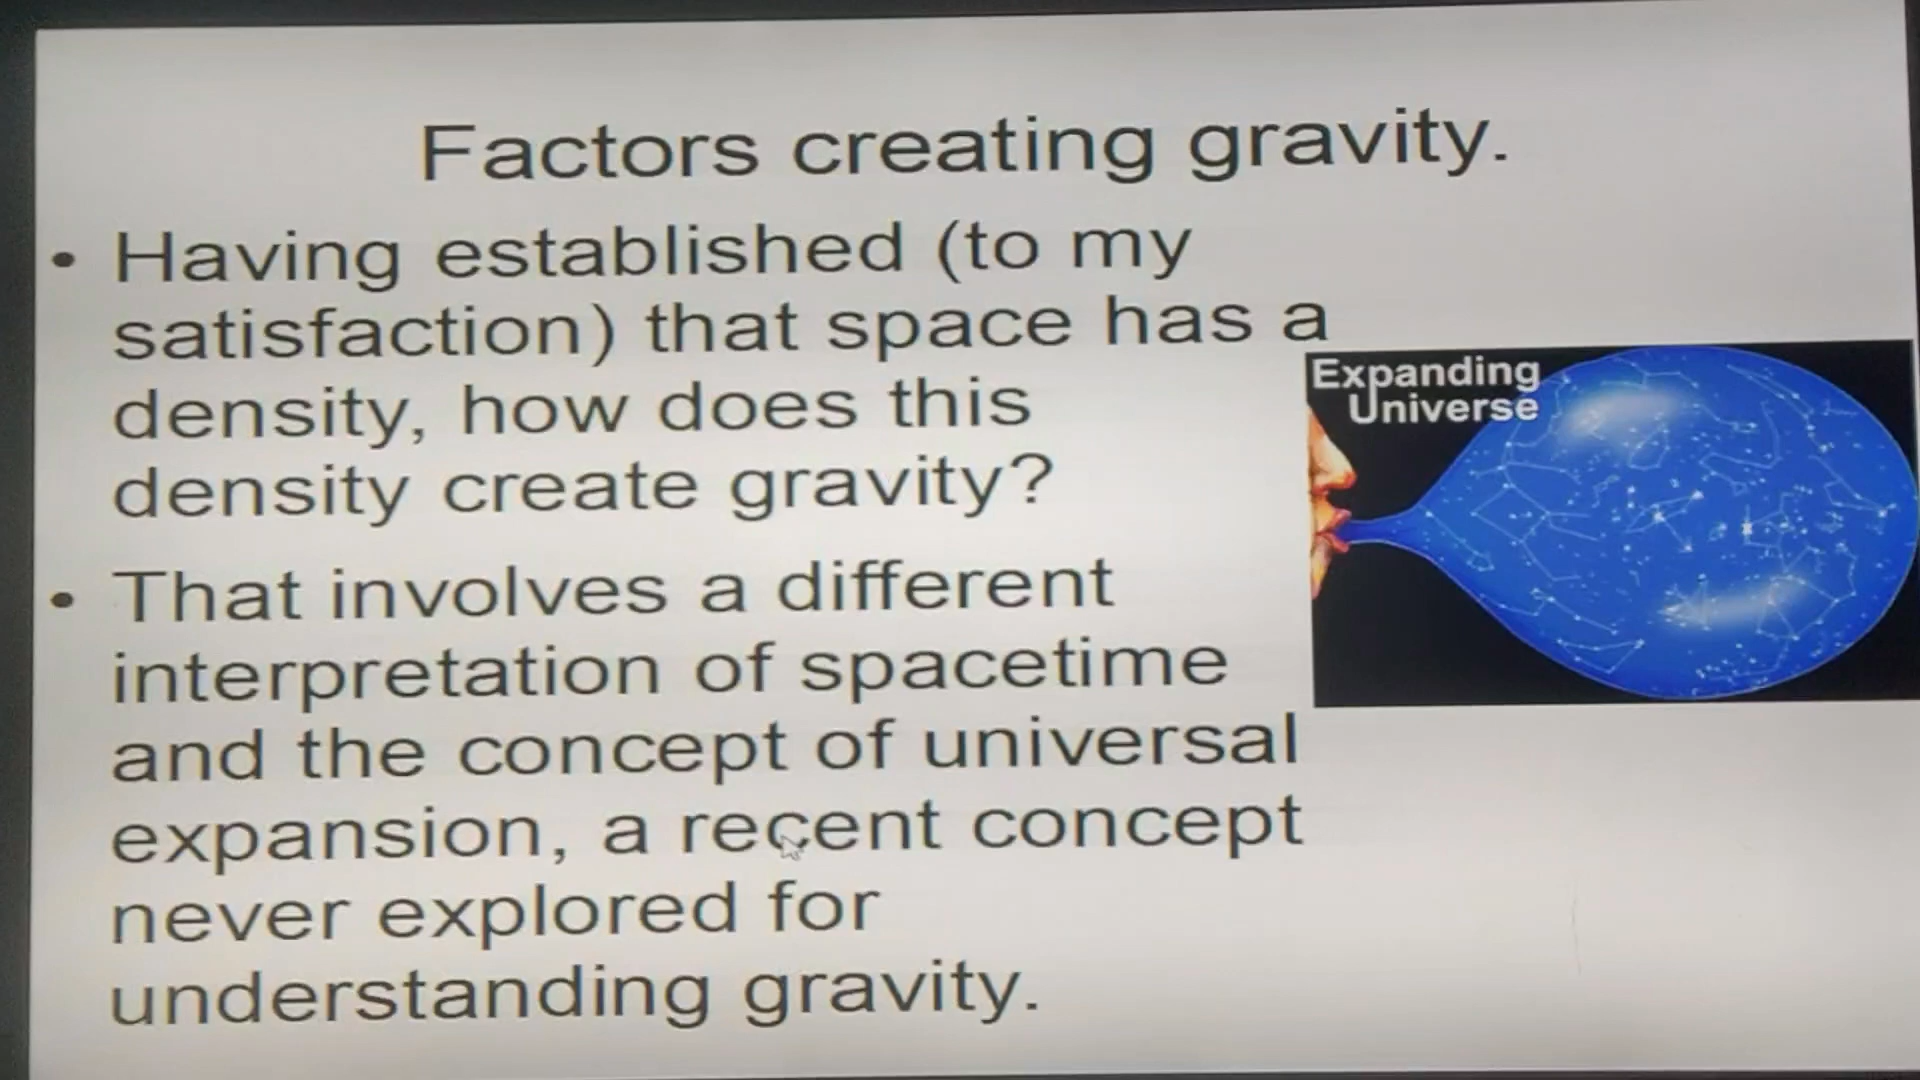 Factors creating gravity.
• Having established (to my
satisfaction) that space has a
density, how does this
density create gravity?
• That involves a different
interpretation of spacetime
and the concept of universal
expansion, a recent concept
never explored for
understanding gravity.
Expanding
Universe